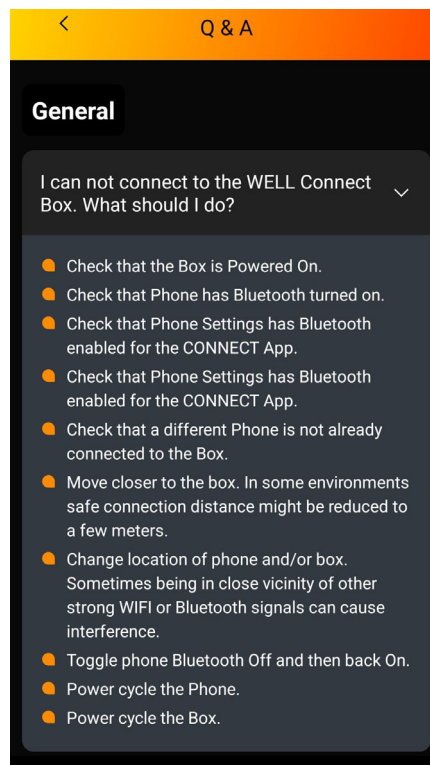 Q & A
General
I can not connect to the WELL Connect
Box. What should I do?
Check that the Box is Powered On.
Check that Phone has Bluetooth turned on.
Check that Phone Settings has Bluetooth
enabled for the CONNECT App.
Check that Phone Settings has Bluetooth
enabled for the CONNECT App.
Check that a different Phone is not already
connected to the Box.
Move closer to the box. In some environments
safe connection distance might be reduced to
a few meters.
Change location of phone and/or box.
Sometimes being in close vicinity of other
strong WIFI or Bluetooth signals can cause
interference.
Toggle phone Bluetooth Off and then back On.
Power cycle the Phone.
Power cycle the Box.